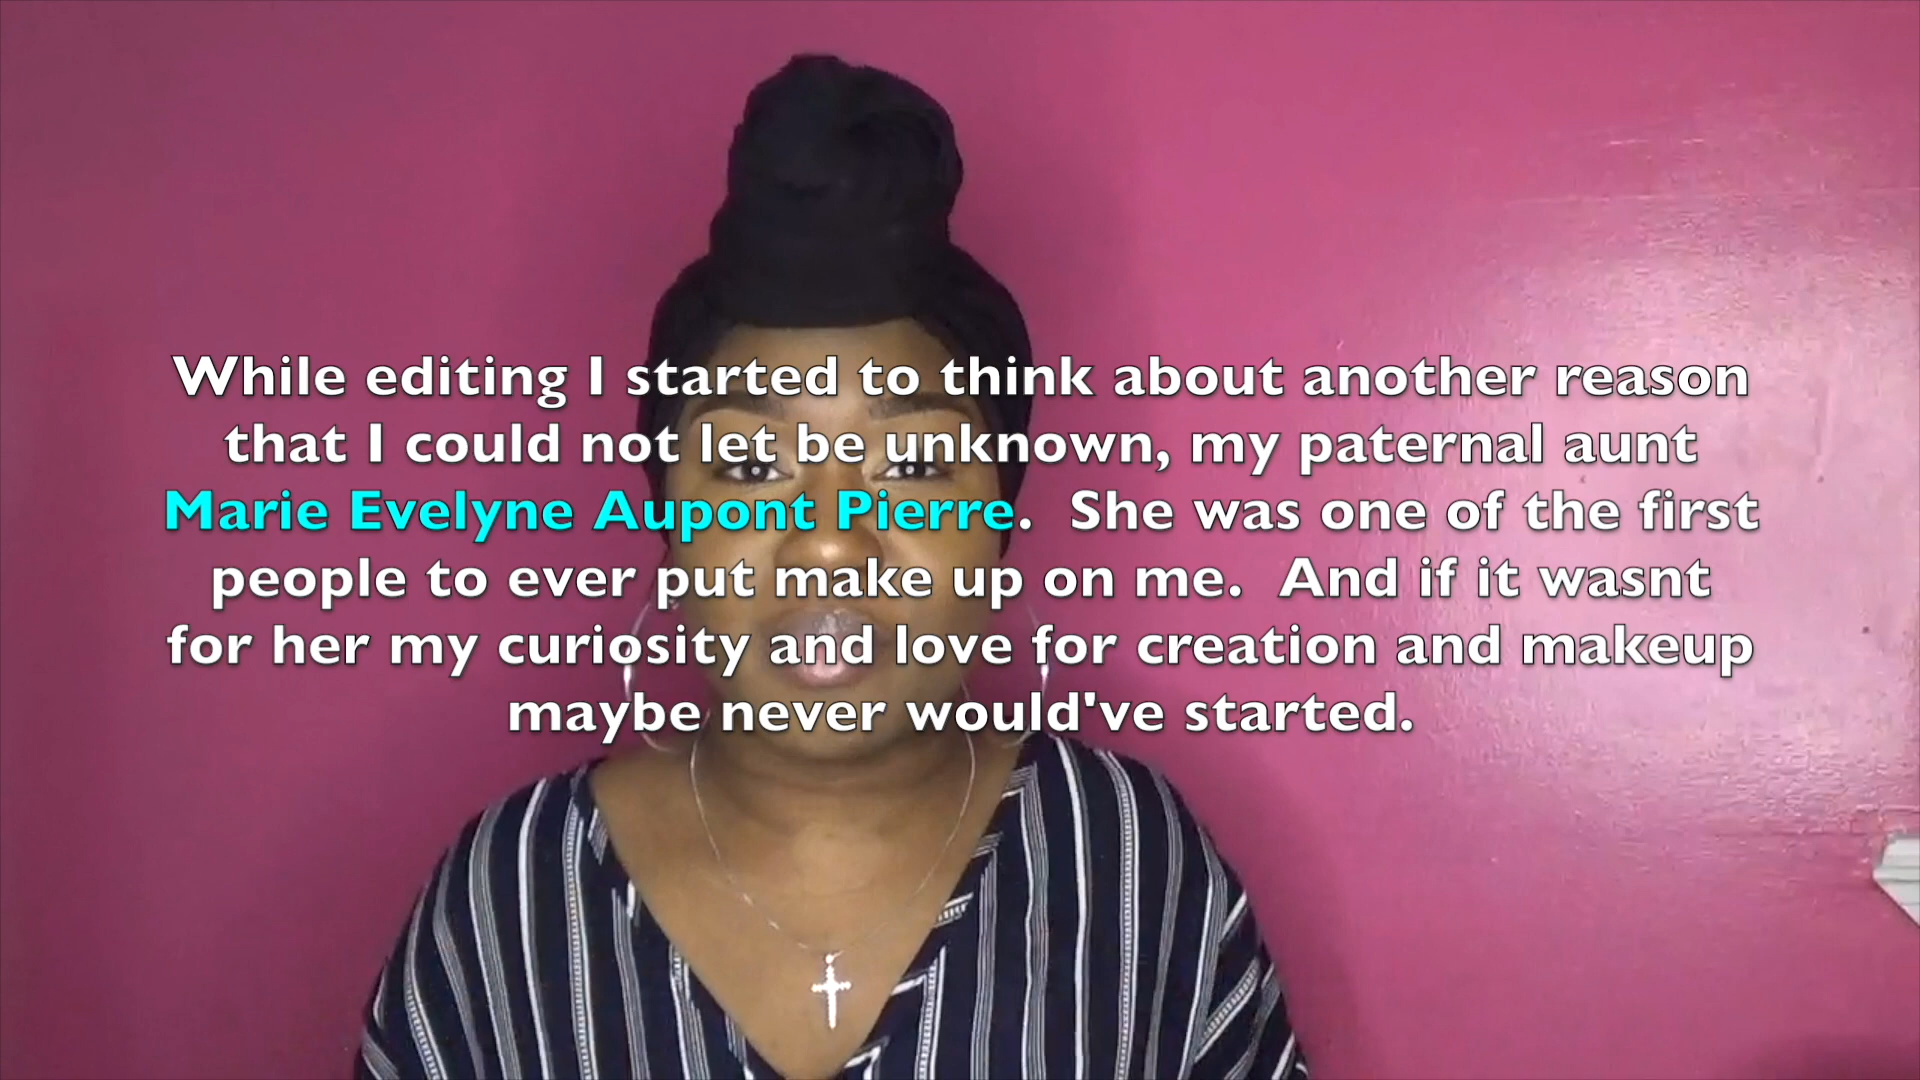 While editing I started to think about another reason
that I could not let be unknown, my paternal aunt
Marie Evelyne Aupont Pierre.  She was one of the first
people to ever put make up on me.  And if it wasnt
for her my curiosity and love for creation and makeup
maybe never would've started.